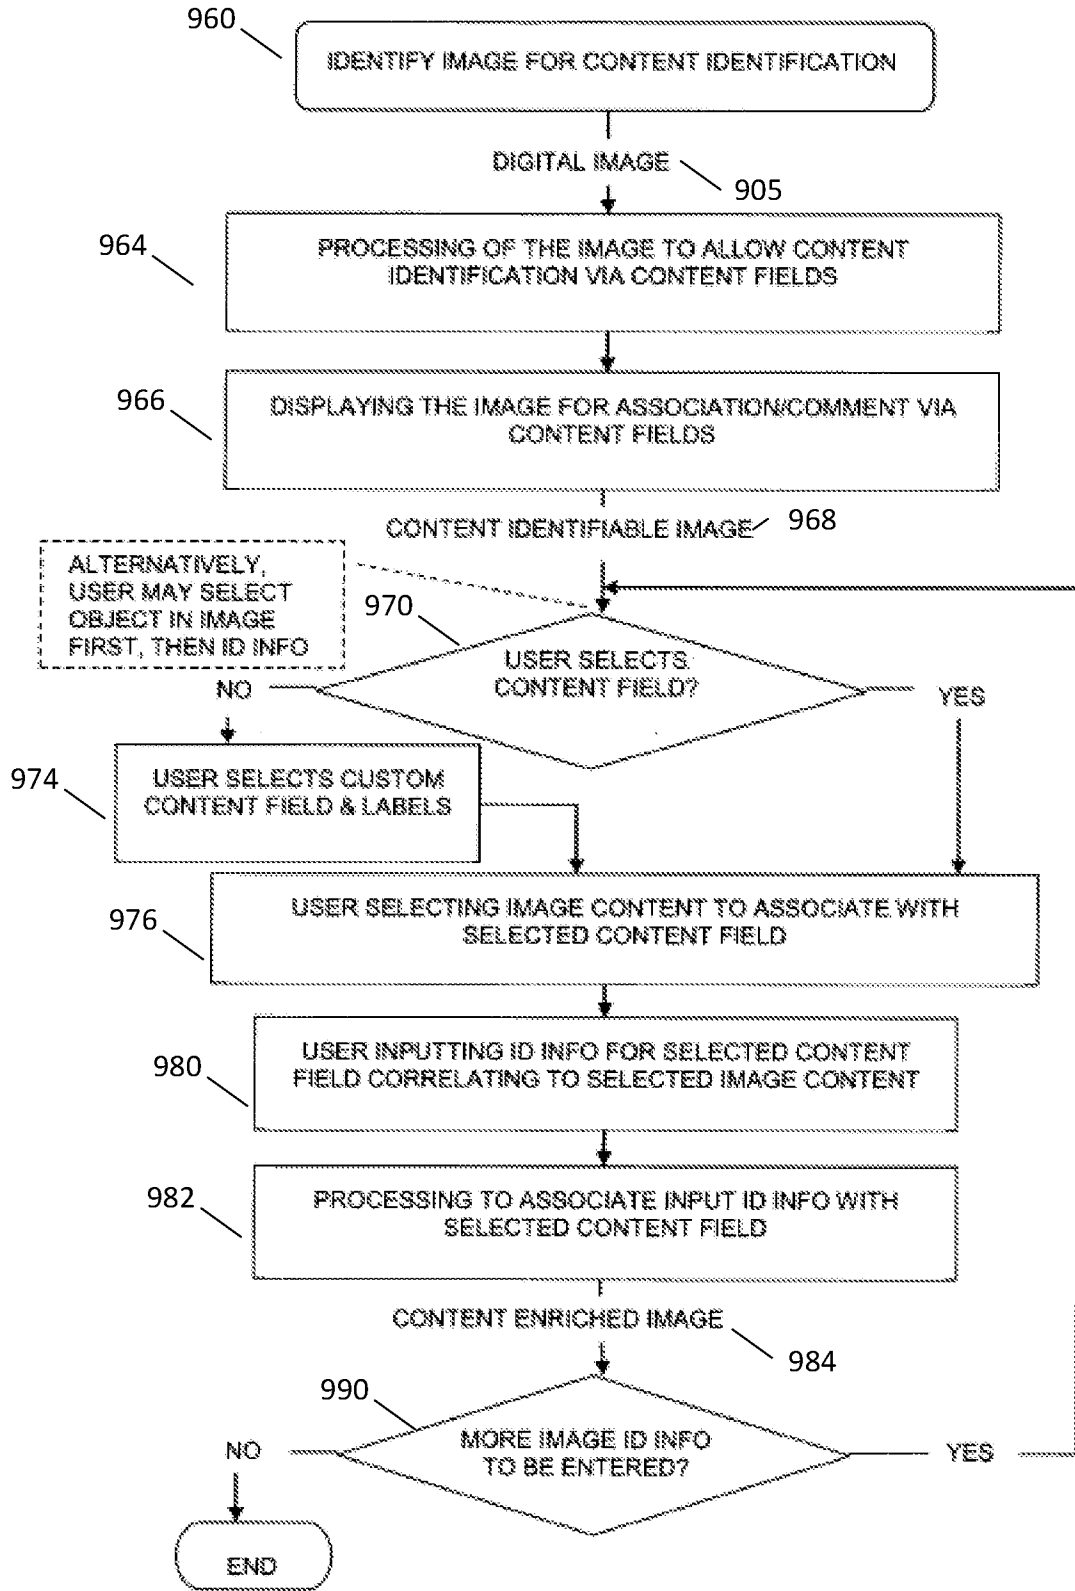 960
IDENTIFY IMAGE FOR CONTENT IDENTIFICATION
DIGITAL IMAGE
905
964
PROCESSING OF THE IMAGE TO ALLOW CONTENT
IDENTIFICATION VIA CONTENT FIELDS
966
DISPLAYING THE IMAGE FOR ASSOCIATION/COMMENT VIA
CONTENT FIELDS
CONTENT IDENTIFIABLE IMAGE
968
ALTERNATIVELY,
USER MAY SELECT
OBJECT IN IMAGE
FIRST, THEN ID INFO
970
USER SELECTS
CONTENT FIELD?
NO
YES
974
USER SELECTS CUSTOM
CONTENT FIELD & LABELS
976
USER SELECTING IMAGE CONTENT TO ASSOCIATE WITH
SELECTED CONTENT FIELD
980
USER INPUTTING ID INFO FOR SELECTED CONTENT
FIELD CORRELATING TO SELECTED IMAGE CONTENT
982
PROCESSING TO ASSOCIATE INPUT ID INFO WITH
SELECTED CONTENT FIELD
CONTENT ENRICHED IMAGE
984
990
MORE IMAGE ID INFO
TO BE ENTERED?
NO
YES
END